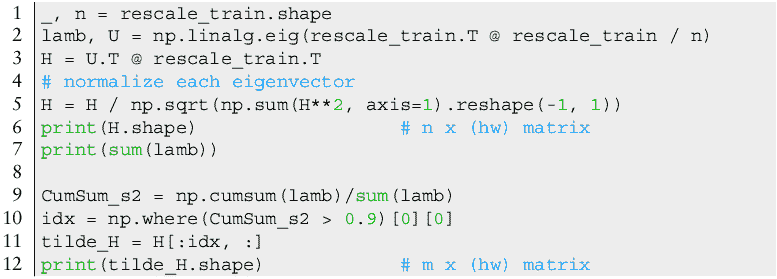 1 _, n = rescale_train.shape
2 lamb, U = np.linalg.eig(rescale_train.T @ rescale_train / n)
3 H = U.T @ rescale_train.T
4 # normalize each eigenvector
5 H = H / np.sqrt(np.sum(H**2, axis=1).reshape(-1, 1))
6 print(H.shape) # n x (hw) matrix
7 print(sum(lamb))
8
9 CumSum_s2 = np.cumsum(lamb)/sum(lamb)
10 idx = np.where(CumSum_s2 > 0.9)[0][0]
11 tilde_H = H[:idx, :]
12 print(tilde_H.shape) # m x (hw) matrix